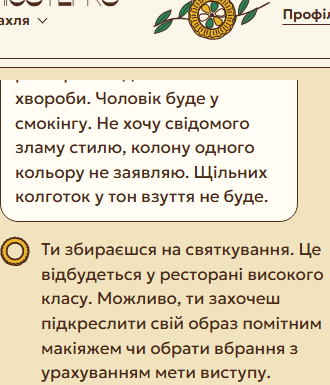 ахля
Профі
хвороби. Чоловік буде у
смокінгу. Не хочу свідомого
зламу стилю, колону одного
кольору не заявляю. Щільних
колготок у тон взуття не буде.
Ти збираєшся на святкування. Це
відбудеться у ресторані високого
класу. Можливо, ти захочеш
підкреслити свій образ помітним
макіяжем чи обрати вбрання з
урахуванням мети виступу.